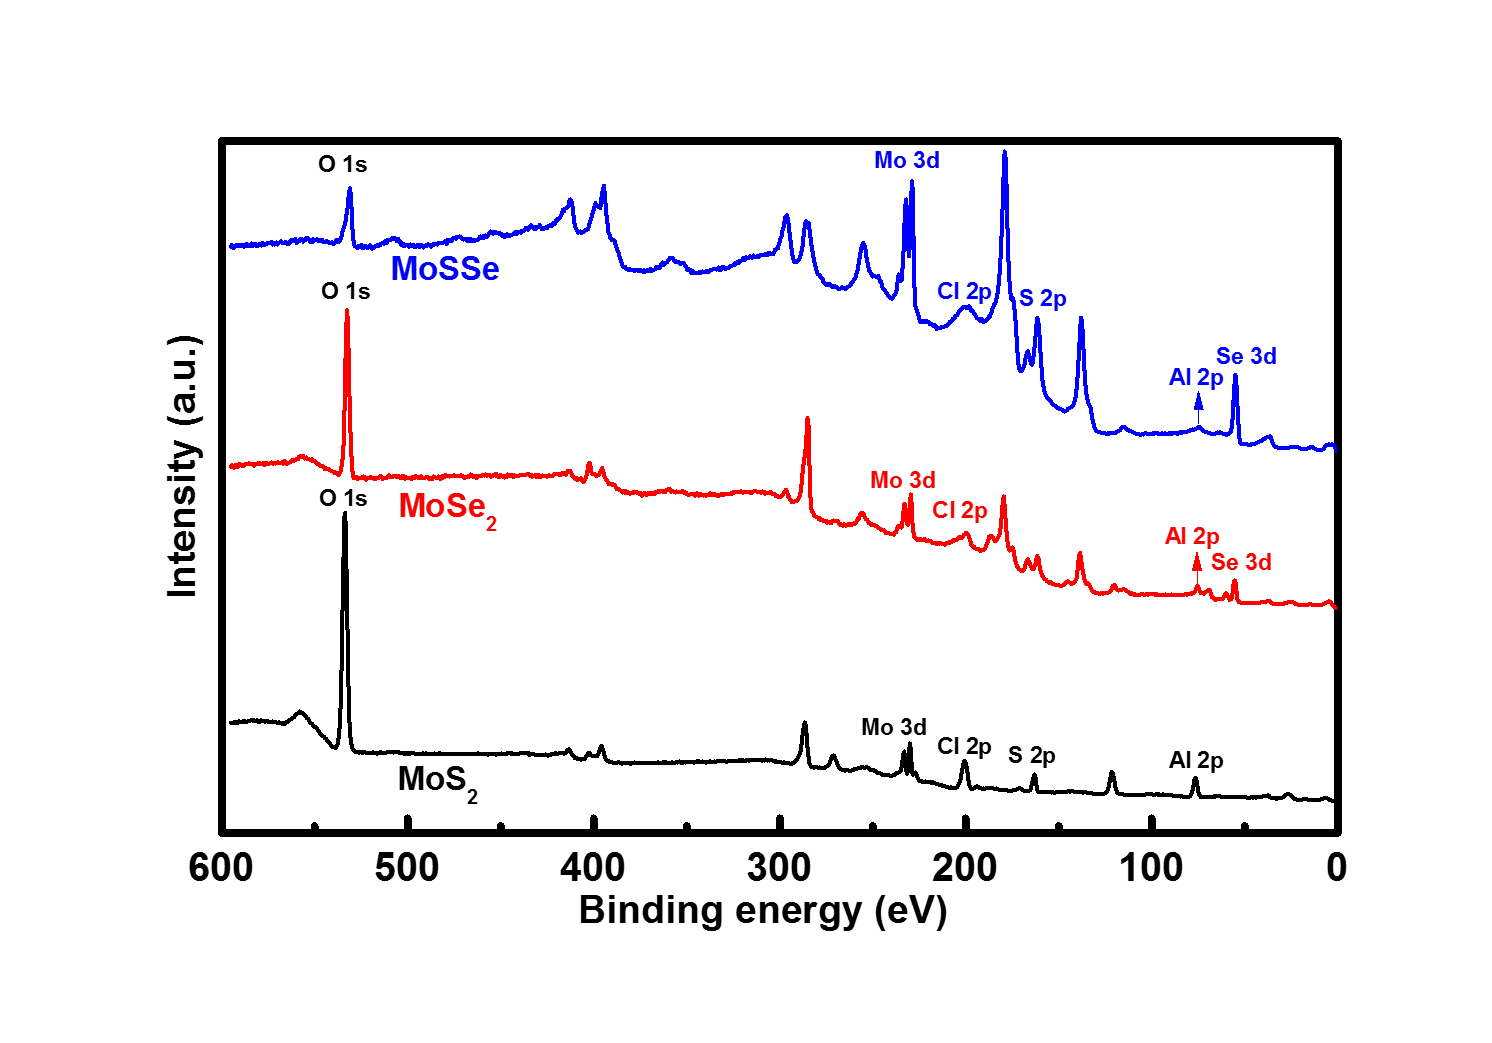 O 1s
Mo 3d
MoSSe
Cl 2p
S 2p
Al 2p
Se 3d
O 1s
MoSe2
Mo 3d
Cl 2p
Al 2p
Se 3d
O 1s
MoS2
Mo 3d
Cl 2p
S 2p
Al 2p
Intensity (a.u.)
600 500 400 300 200 100 0
Binding energy (eV)